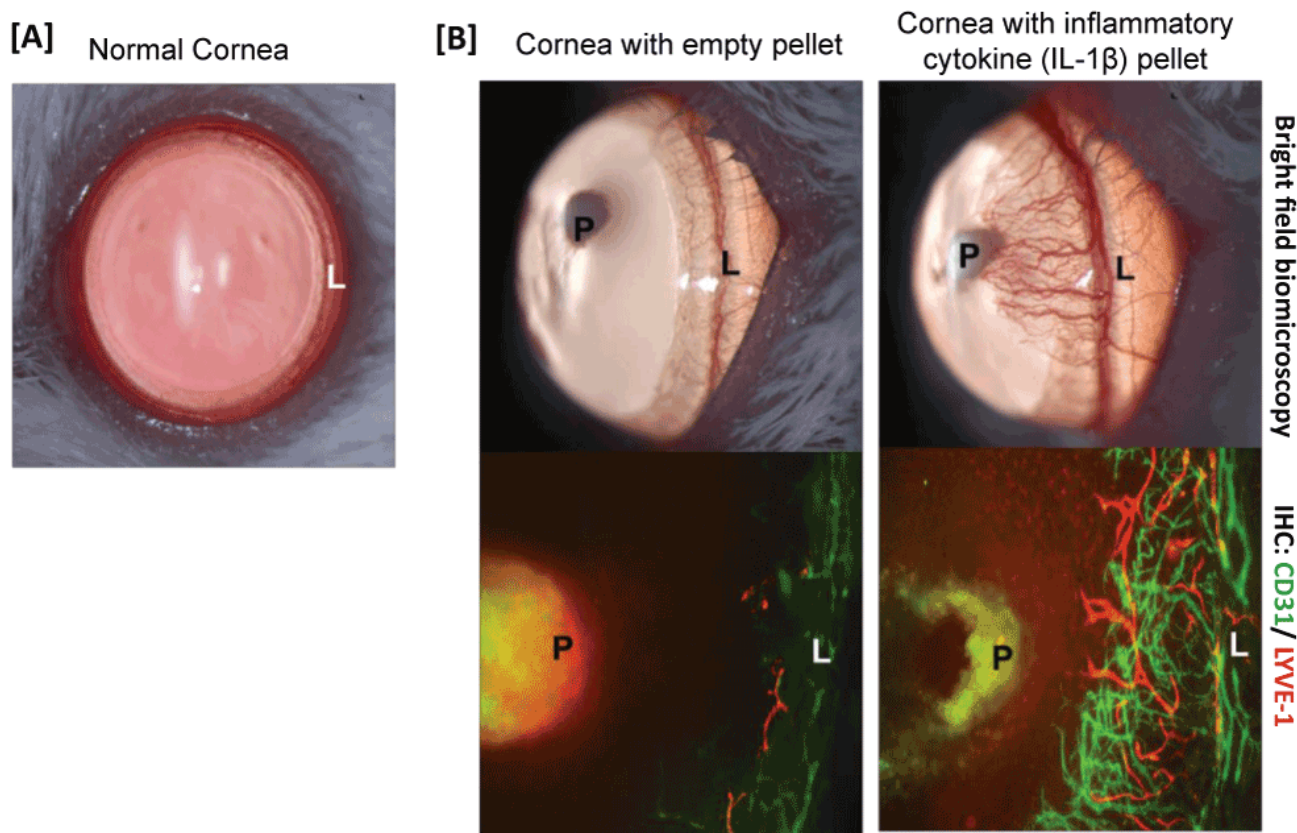 [A]
Normal Cornea
L
[B]
Cornea with empty pellet
Cornea with inflammatory
cytokine (IL-1β) pellet
P
L
P
L
Bright field biomicroscopy
P
L
P
L
IHC: CD31/ LYVE-1